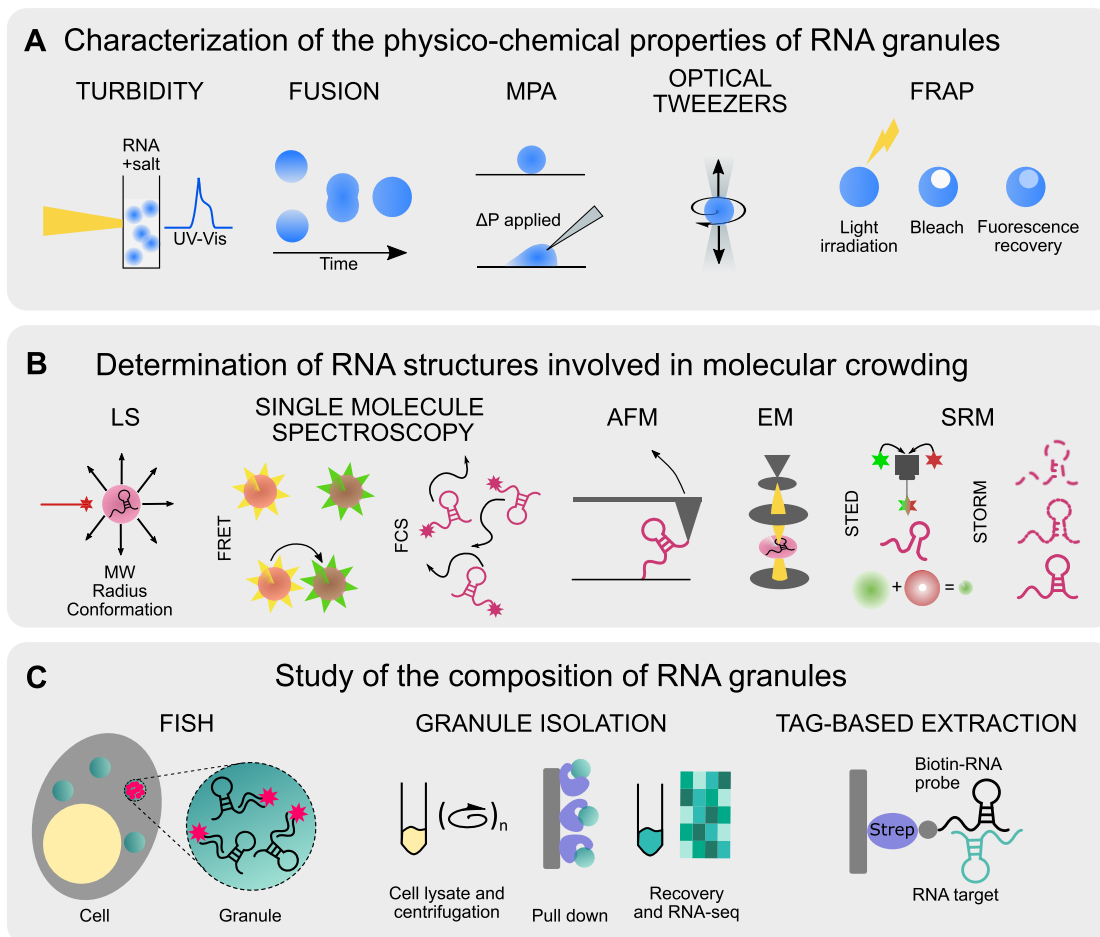 A Characterization of the physico-chemical properties of RNA granules
TURBIDITY
FUSION
MPA
OPTICAL
TWEEZERS
FRAP
RNA
+salt
UV-Vis
Time
ΔP applied
Light
irradiation
Bleach
Fuorescence
recovery
B Determination of RNA structures involved in molecular crowding
LS
SINGLE MOLECULE
SPECTROSCOPY
AFM
EM
SRM
MW
Radius
Conformation
FRET
FCS
STED
+
=
STORM
C Study of the composition of RNA granules
FISH
GRANULE ISOLATION
TAG-BASED EXTRACTION
Cell
Granule
( )n
Cell lysate and
centrifugation
Pull down
Recovery
and RNA-seq
Biotin-RNA
probe
Strep
RNA target